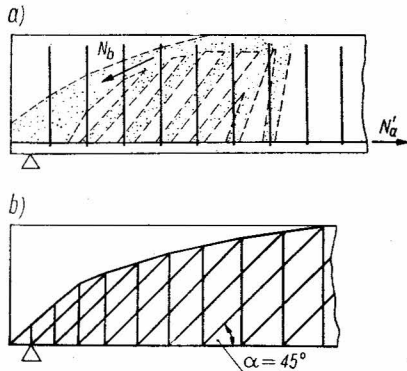 a)
N_b
N'_a
b)
α = 45°